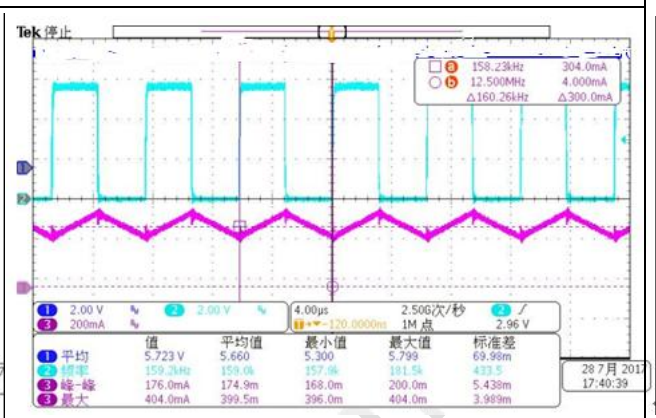 Tek 停止
a 158.23kHz 304.0mA
b 12.500MHz 4.000mA
△160.26kHz △300.0mA
1
2
3
1 2.00 V 2 2.00 V
3 200mA
4.00µs 2.50G次/秒 2
-120.0000ns 1M 点 2.96 V
值 平均值 最小值 最大值 标准差
1 平均 5.723 V 5.660 5.300 5.799 69.98m
2 频率 159.2kHz 159.0k 157.9k 181.5k 433.5
3 峰-峰 176.0mA 174.9m 168.0m 200.0m 5.438m
3 最大 404.0mA 399.5m 396.0m 404.0m 3.989m
28 7月 2017
17:40:39